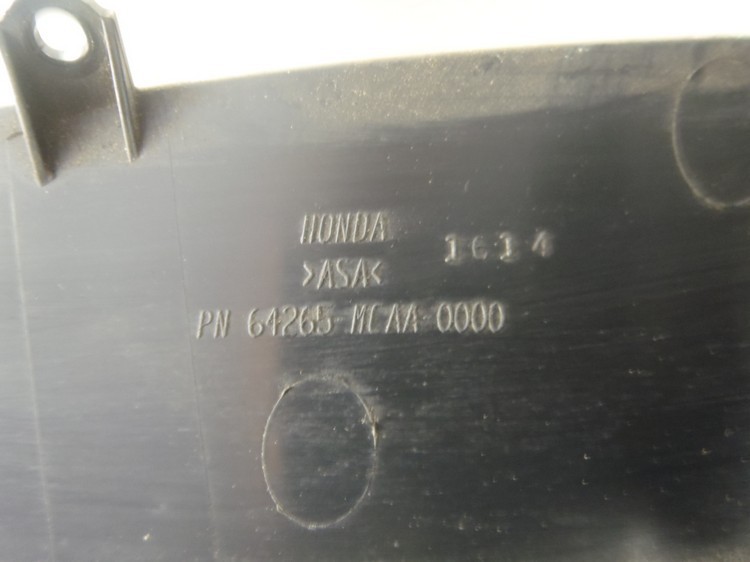 HONDA
1614
>ASA<
PN 64265-MCAA-0000